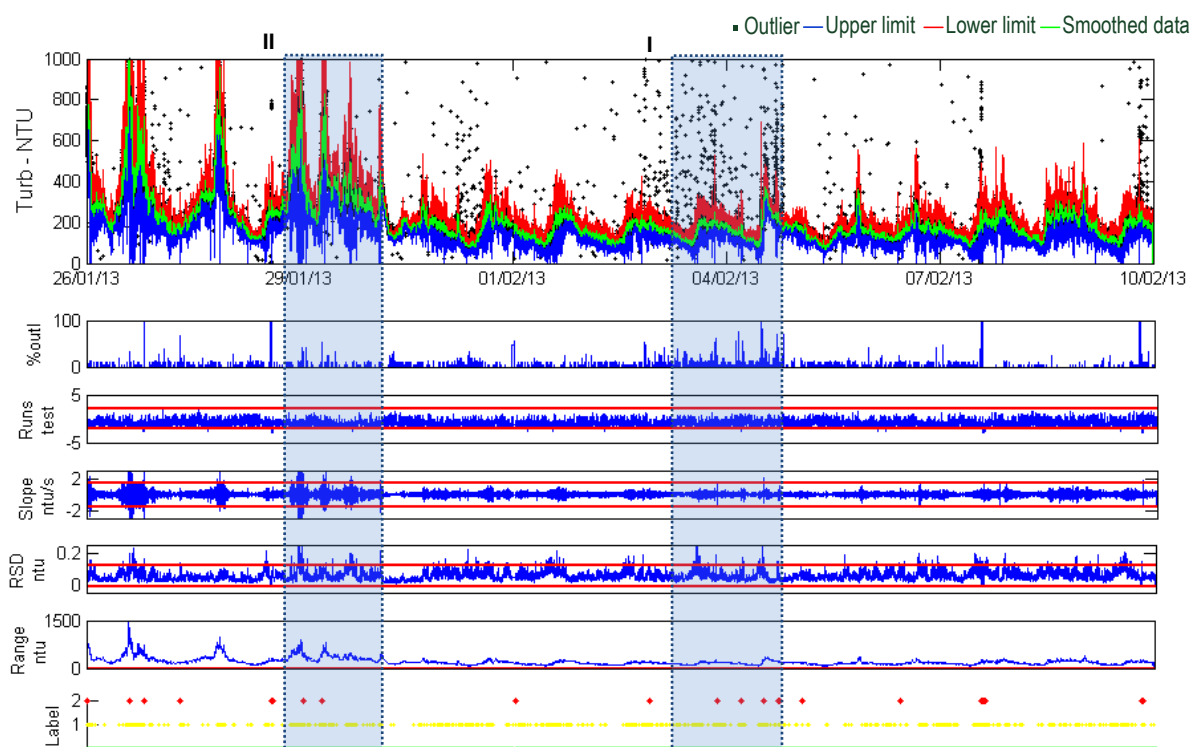 Outlier Upper limit Lower limit Smoothed data
II I
1000
800
600
400
200
0
Turb - NTU
26/01/13 29/01/13 01/02/13 04/02/13 07/02/13 10/02/13
100
0
%outl
5
-5
Runs
test
2
-2
Slope
ntu/s
0.2
0
RSD
ntu
1500
0
Range
ntu
2
1
Label